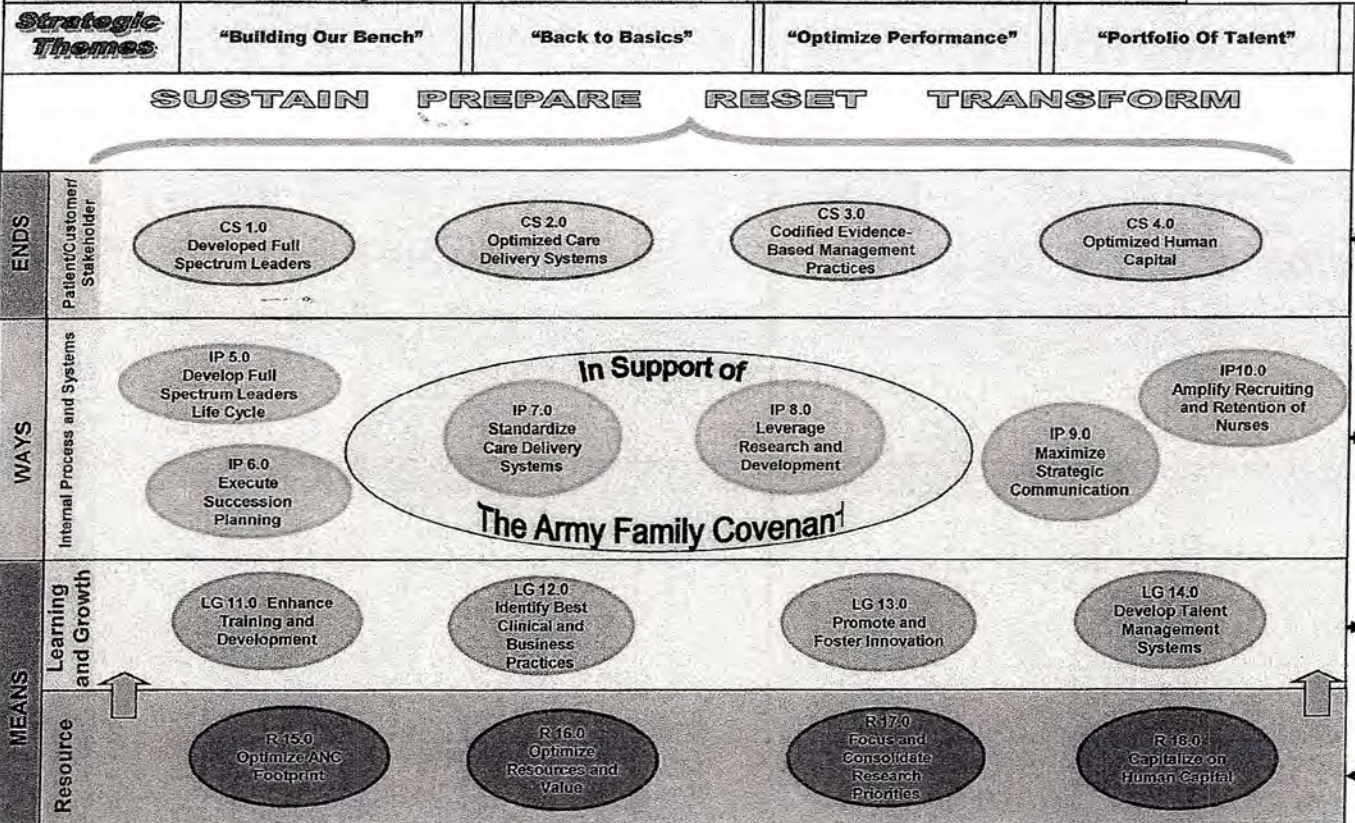 Strategic
Themes
"Building Our Bench"
"Back to Basics"
"Optimize Performance"
"Portfolio Of Talent"
SUSTAIN PREPARE RESET TRANSFORM
ENDS
Patient/Customer/
Stakeholder
CS 1.0
Developed Full
Spectrum Leaders
CS 2.0
Optimized Care
Delivery Systems
CS 3.0
Codified Evidence-
Based Management
Practices
CS 4.0
Optimized Human
Capital
WAYS
Internal Process and Systems
IP 5.0
Develop Full
Spectrum Leaders
Life Cycle
IP 6.0
Execute
Succession
Planning
In Support of
IP 7.0
Standardize
Care Delivery
Systems
IP 8.0
Leverage
Research and
Development
The Army Family Covenant
IP 9.0
Maximize
Strategic
Communication
IP10.0
Amplify Recruiting
and Retention of
Nurses
MEANS
Learning
and Growth
LG 11.0 Enhance
Training and
Development
LG 12.0
Identify Best
Clinical and
Business
Practices
LG 13.0
Promote and
Foster Innovation
LG 14.0
Develop Talent
Management
Systems
Resource
R 15.0
Optimize ANC
Footprint
R 16.0
Optimize
Resources and
Value
R 17.0
Focus and
Consolidate
Research
Priorities
R 18.0
Capitalize on
Human Capital